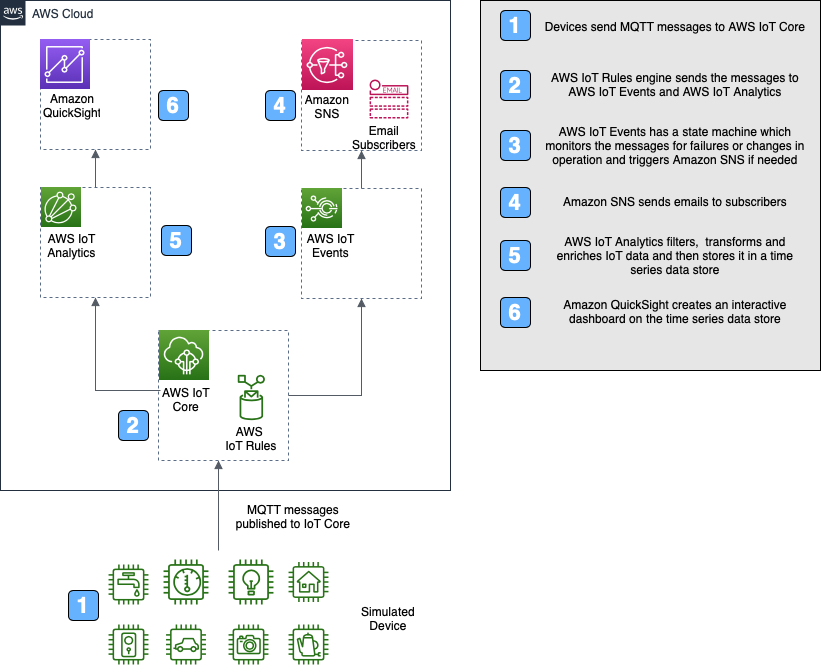 aws
AWS Cloud
Amazon
QuickSight
6
4
Amazon
SNS
EMAIL
Email
Subscribers
AWS IoT
Analytics
5
3
AWS IoT
Events
AWS IoT
Core
2
AWS
IoT Rules
MQTT messages
published to IoT Core
1
Simulated
Device
1
Devices send MQTT messages to AWS IoT Core
2
AWS IoT Rules engine sends the messages to
AWS IoT Events and AWS IoT Analytics
3
AWS IoT Events has a state machine which
monitors the messages for failures or changes in
operation and triggers Amazon SNS if needed
4
Amazon SNS sends emails to subscribers
5
AWS IoT Analytics filters, transforms and
enriches IoT data and then stores it in a time
series data store
6
Amazon QuickSight creates an interactive
dashboard on the time series data store